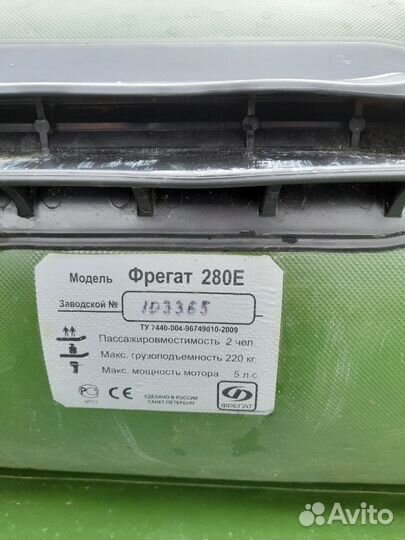 Модель Фрегат 280Е
Заводской № 1D3365
ТУ 7440-004-96749010-2009
Пассажировместимость 2 чел.
Макс. грузоподъемность 220 кг.
Макс. мощность мотора 5 л.с.
CE
СДЕЛАНО В РОССИИ
САНКТ-ПЕТЕРБУРГ
ФРЕГАТ
Avito